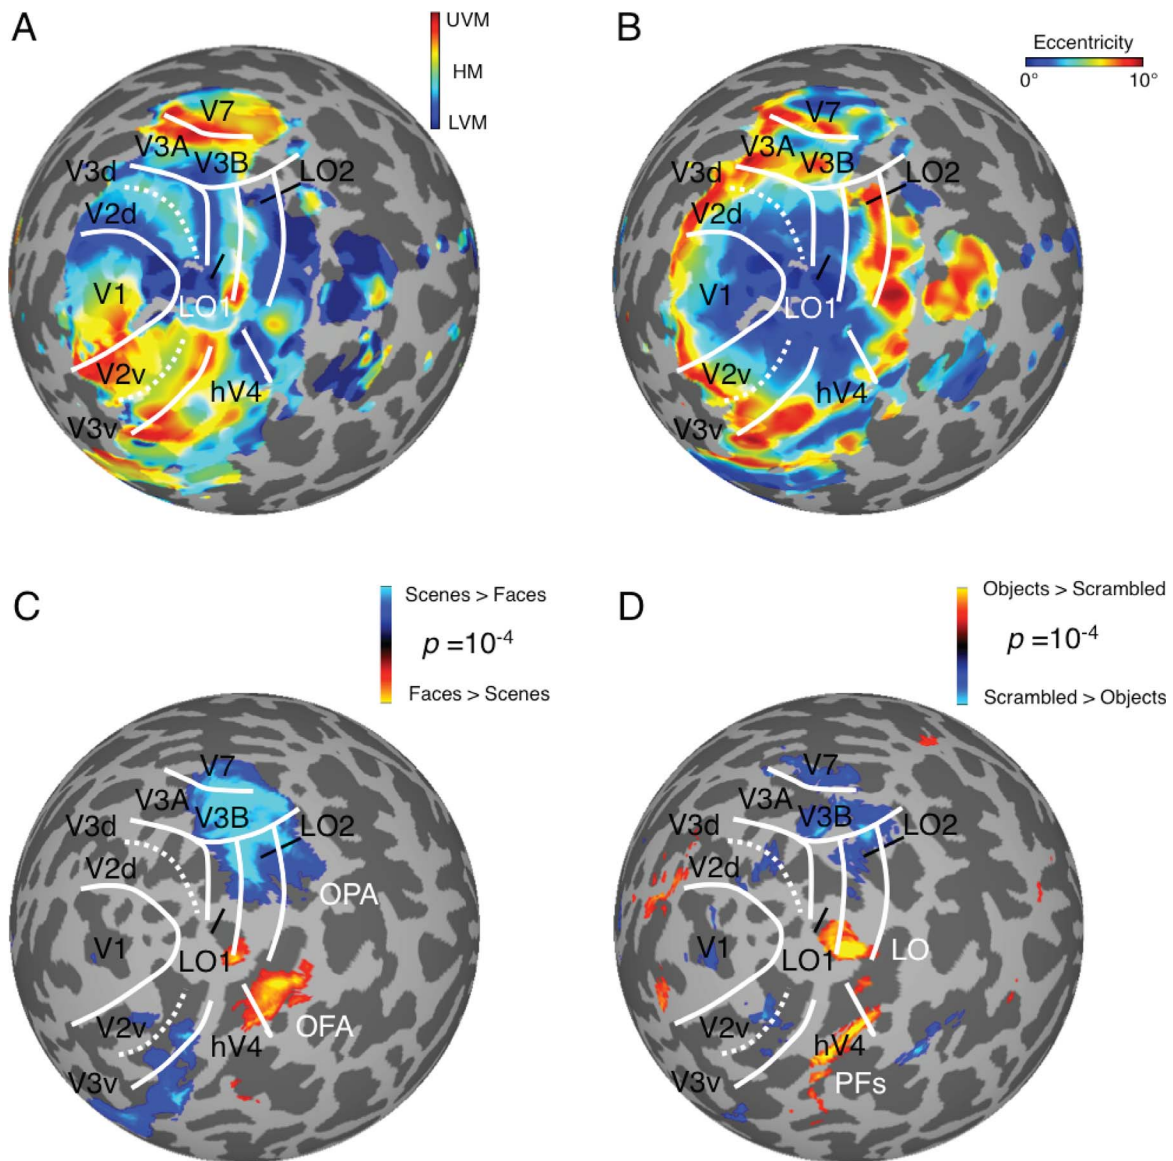 A
UVM
HM
LVM
V7
V3A
V3B
V3d
LO2
V2d
V1
LO1
V2v
hV4
V3v
B
Eccentricity
0° 10°
V7
V3A
V3B
V3d
LO2
V2d
V1
LO1
V2v
hV4
V3v
C
Scenes > Faces
p =10-4
Faces > Scenes
V7
V3A
V3B
V3d
LO2
V2d
OPA
V1
LO1
OFA
V2v
hV4
V3v
D
Objects > Scrambled
p =10-4
Scrambled > Objects
V7
V3A
V3B
V3d
LO2
V2d
V1
LO1
LO
V2v
hV4
V3v
PFs